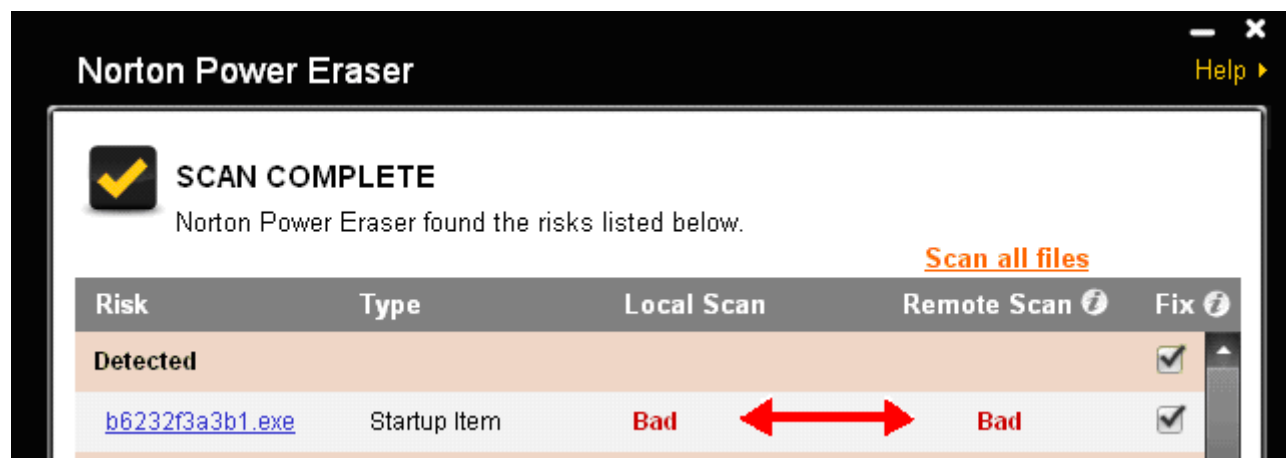 Norton Power Eraser
Help
SCAN COMPLETE
Norton Power Eraser found the risks listed below.
Scan all files
Risk Type Local Scan Remote Scan Fix
Detected
b6232f3a3b1.exe Startup Item Bad Bad